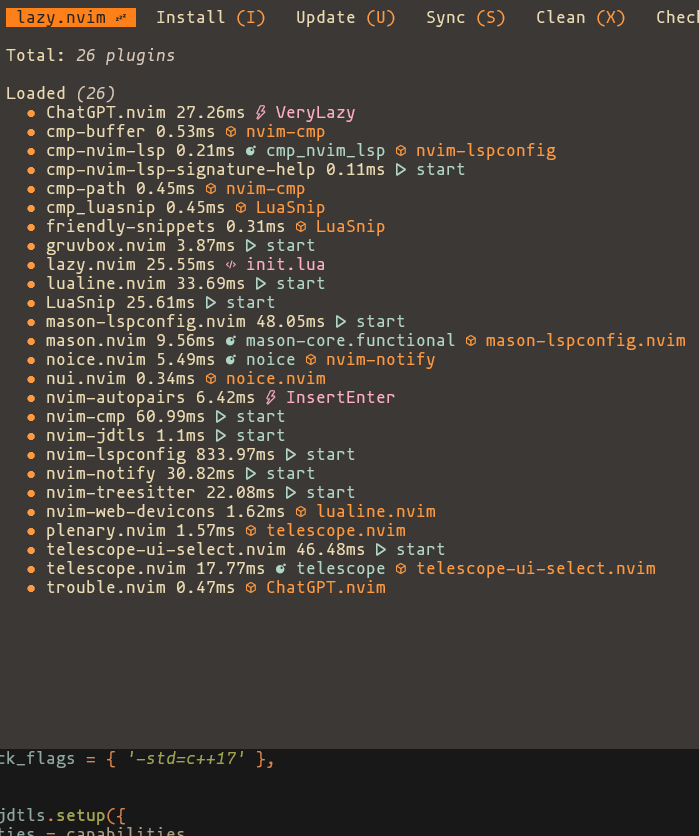 lazy.nvim 💤 Install (I) Update (U) Sync (S) Clean (X) Chec
Total: 26 plugins
Loaded (26)
● ChatGPT.nvim 27.26ms VeryLazy
● cmp-buffer 0.53ms nvim-cmp
● cmp-nvim-lsp 0.21ms cmp_nvim_lsp nvim-lspconfig
● cmp-nvim-lsp-signature-help 0.11ms start
● cmp-path 0.45ms nvim-cmp
● cmp_luasnip 0.45ms LuaSnip
● friendly-snippets 0.31ms LuaSnip
● gruvbox.nvim 3.87ms start
● lazy.nvim 25.55ms init.lua
● lualine.nvim 33.69ms start
● LuaSnip 25.61ms start
● mason-lspconfig.nvim 48.05ms start
● mason.nvim 9.56ms mason-core.functional mason-lspconfig.nvim
● noice.nvim 5.49ms noice nvim-notify
● nui.nvim 0.34ms noice.nvim
● nvim-autopairs 6.42ms InsertEnter
● nvim-cmp 60.99ms start
● nvim-jdtls 1.1ms start
● nvim-lspconfig 833.97ms start
● nvim-notify 30.82ms start
● nvim-treesitter 22.08ms start
● nvim-web-devicons 1.62ms lualine.nvim
● plenary.nvim 1.57ms telescope.nvim
● telescope-ui-select.nvim 46.48ms start
● telescope.nvim 17.77ms telescope telescope-ui-select.nvim
● trouble.nvim 0.47ms ChatGPT.nvim
ck_flags = { '-std=c++17' },
jdtls.setup({
ties = capabilities